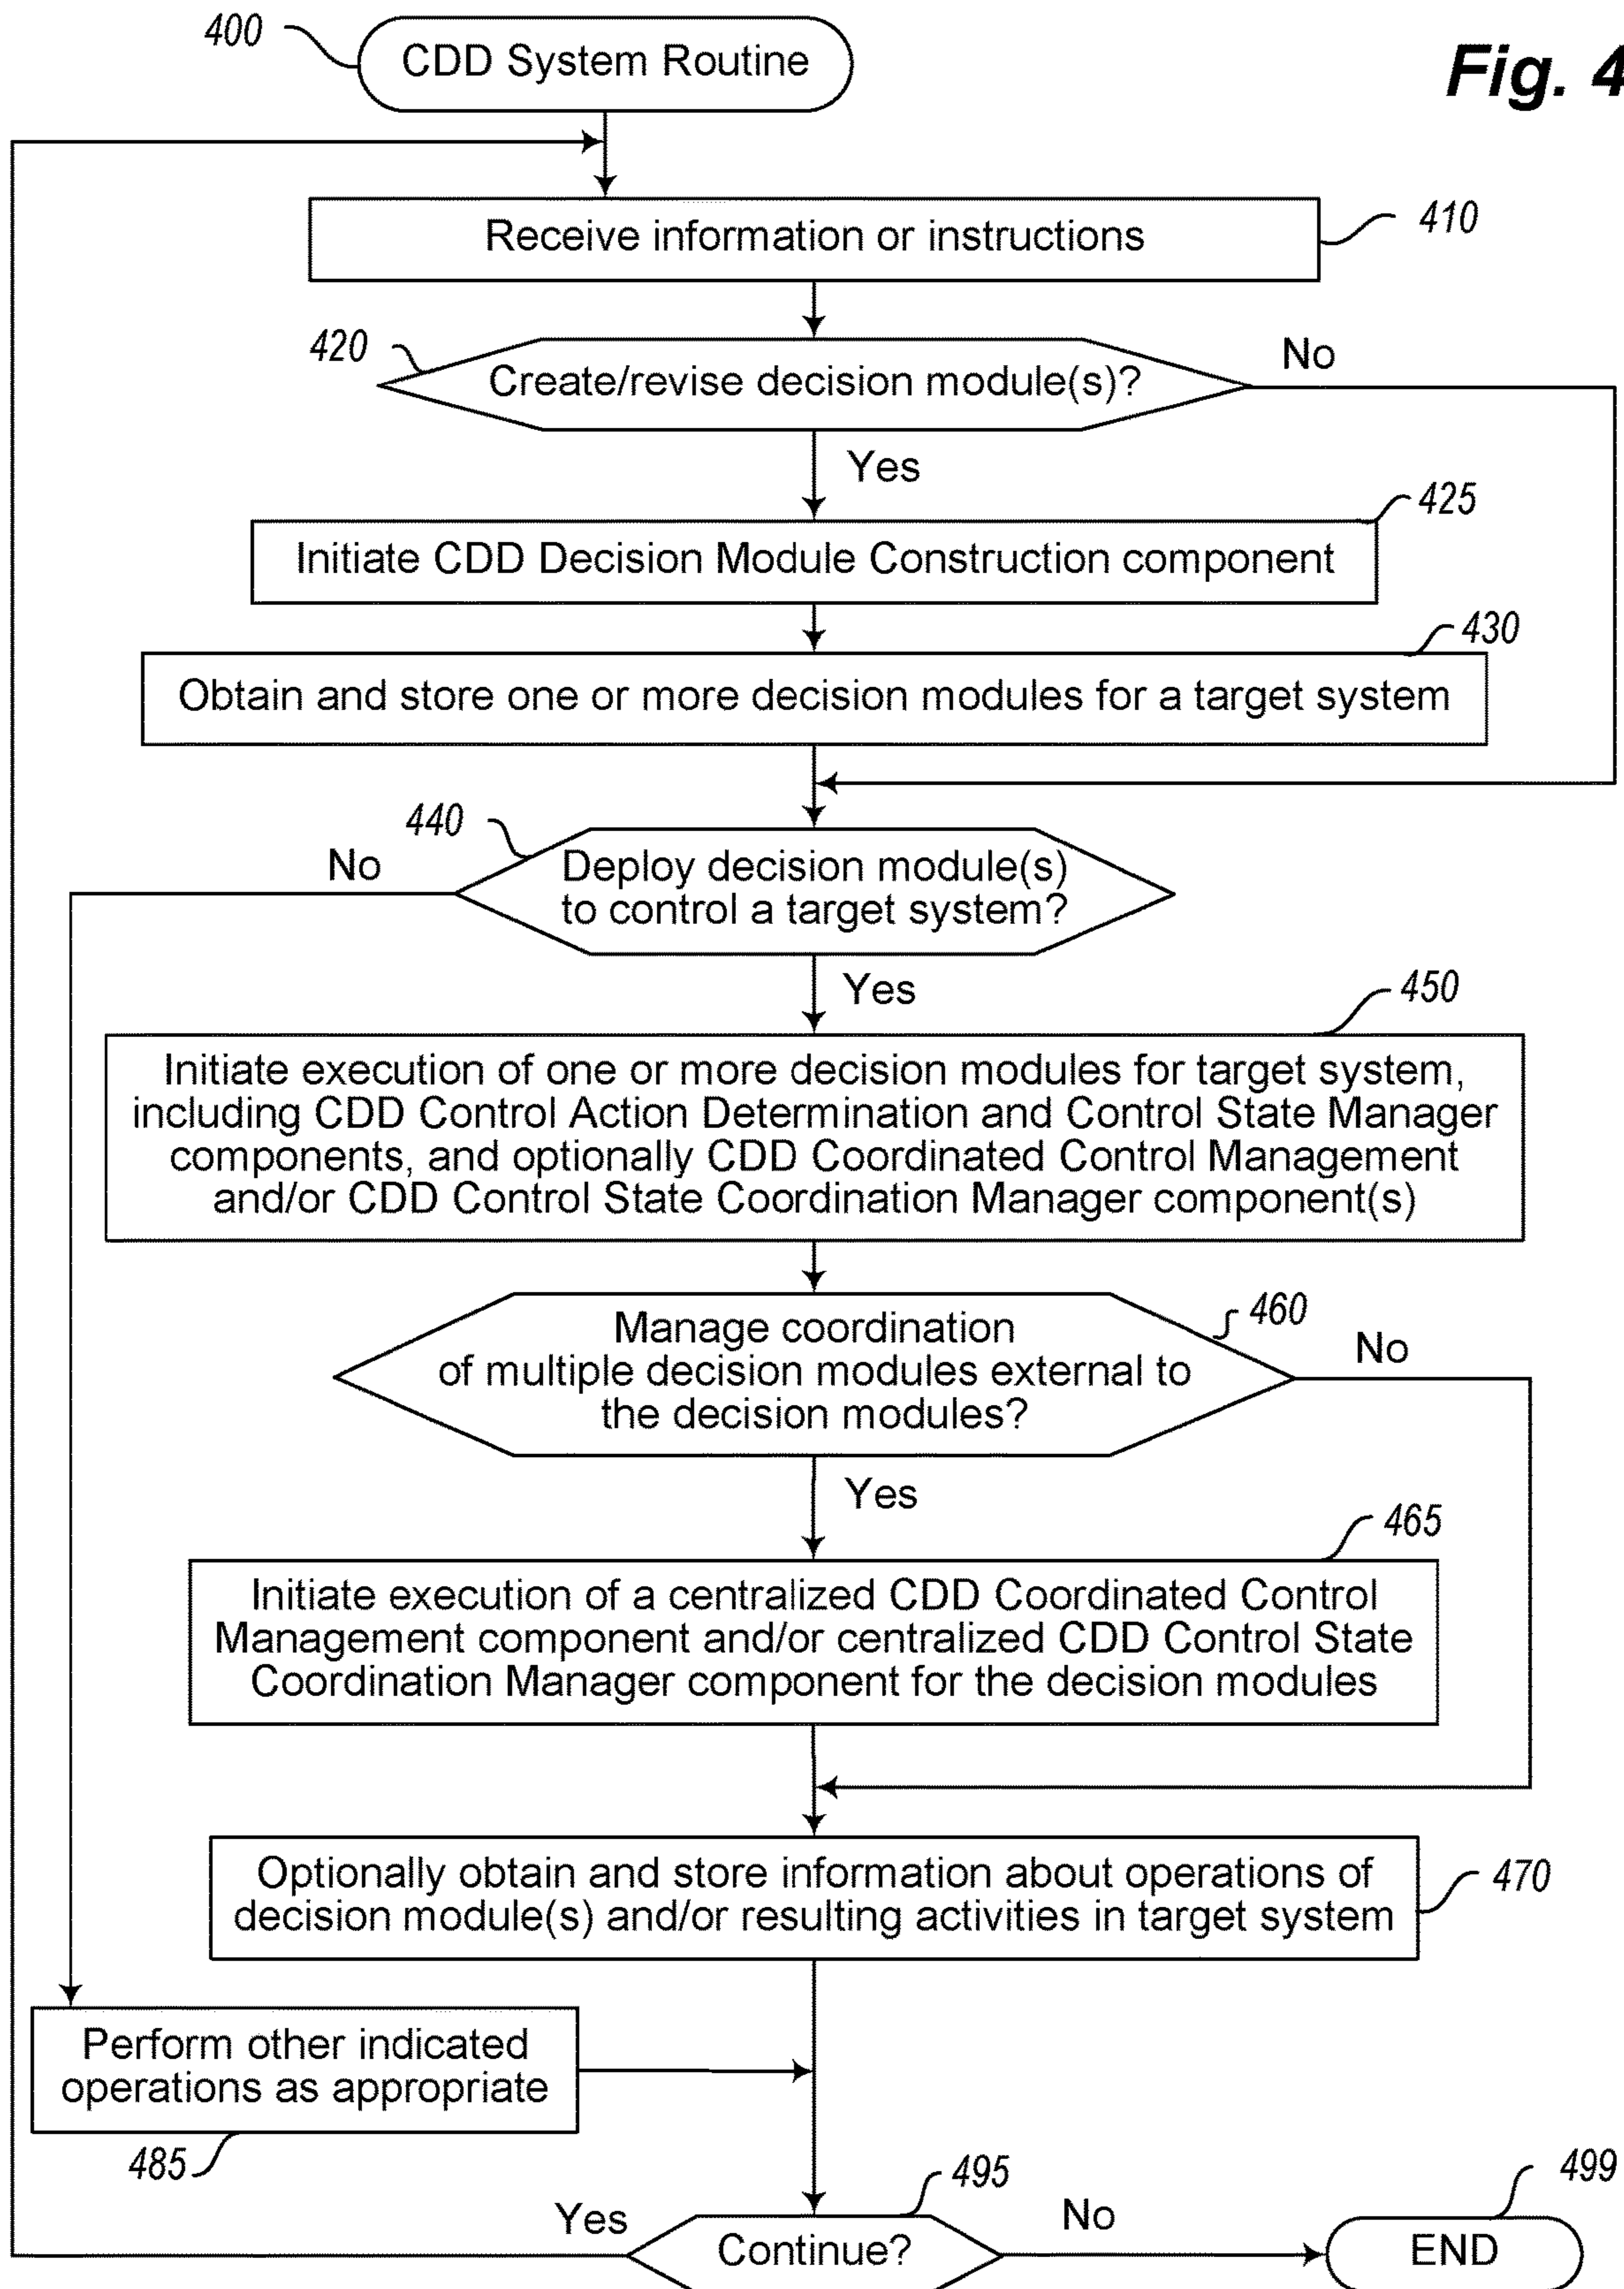 400
CDD System Routine
Fig. 4
Receive information or instructions
410
420
Create/revise decision module(s)?
No
Yes
425
Initiate CDD Decision Module Construction component
430
Obtain and store one or more decision modules for a target system
440
No
Deploy decision module(s)
to control a target system?
Yes
450
Initiate execution of one or more decision modules for target system,
including CDD Control Action Determination and Control State Manager
components, and optionally CDD Coordinated Control Management
and/or CDD Control State Coordination Manager component(s)
460
Manage coordination
of multiple decision modules external to
the decision modules?
No
Yes
465
Initiate execution of a centralized CDD Coordinated Control
Management component and/or centralized CDD Control State
Coordination Manager component for the decision modules
Optionally obtain and store information about operations of
decision module(s) and/or resulting activities in target system
470
Perform other indicated
operations as appropriate
485
495
499
Yes
Continue?
No
END